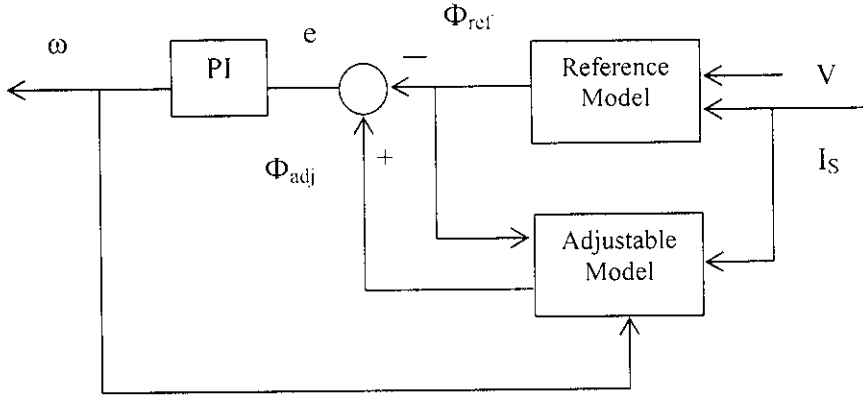 ω
PI
e
−
Φref
Reference
Model
V
IS
Φadj
+
Adjustable
Model